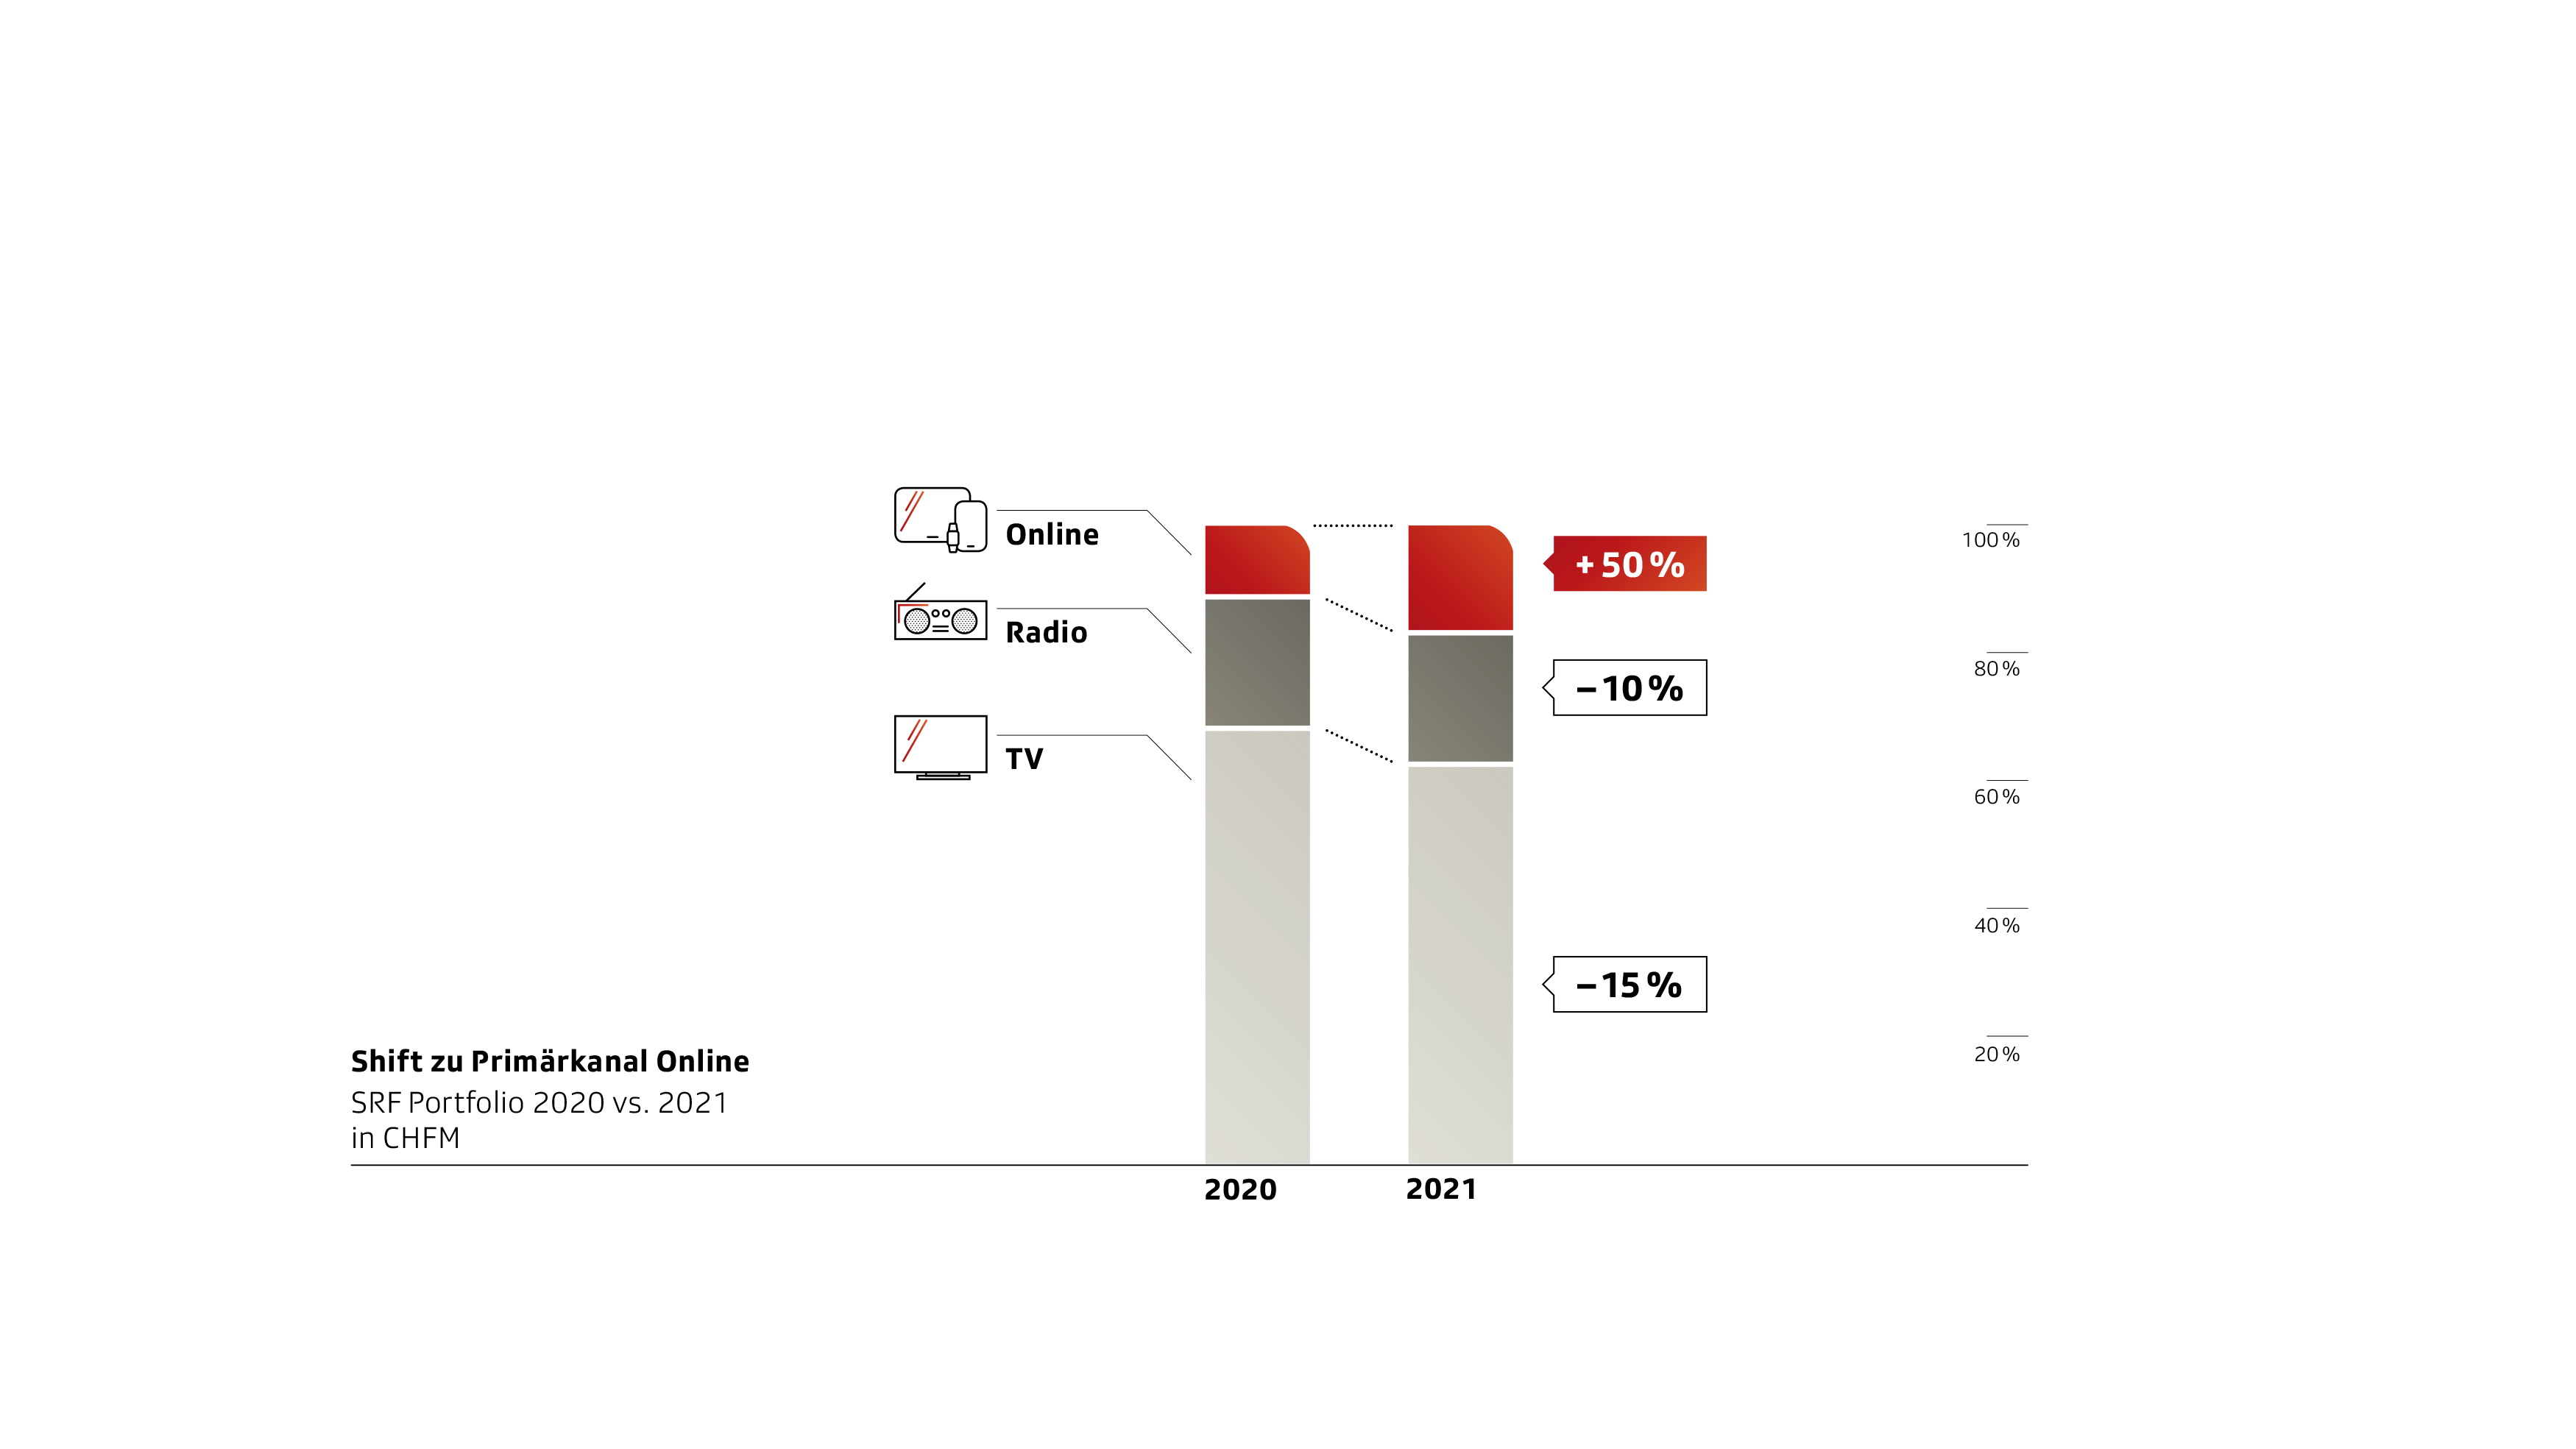 Online
Radio
TV
+ 50 %
– 10 %
– 15 %
100 %
80 %
60 %
40 %
20 %
Shift zu Primärkanal Online
SRF Portfolio 2020 vs. 2021
in CHFM
2020
2021